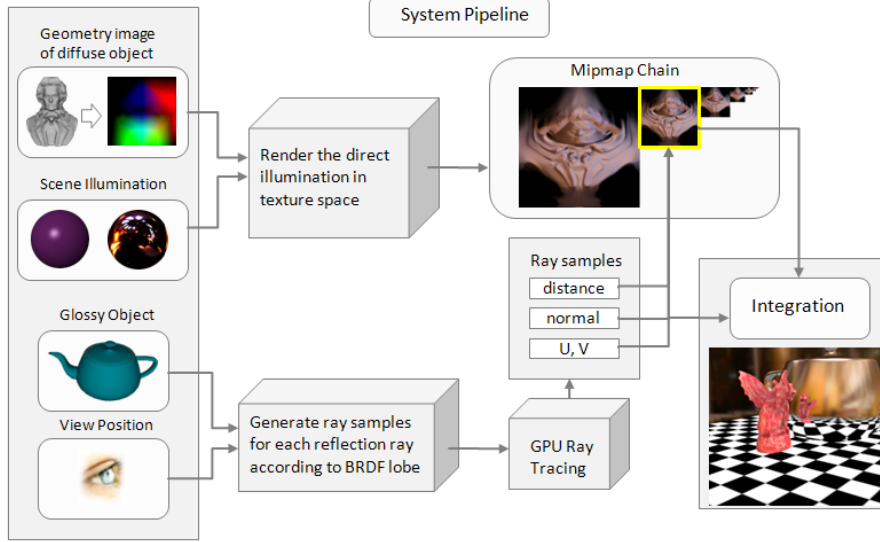 System Pipeline
Geometry image
of diffuse object
Scene Illumination
Glossy Object
View Position
Render the direct
illumination in
texture space
Mipmap Chain
Generate ray samples
for each reflection ray
according to BRDF lobe
GPU Ray
Tracing
Ray samples
distance
normal
U, V
Integration